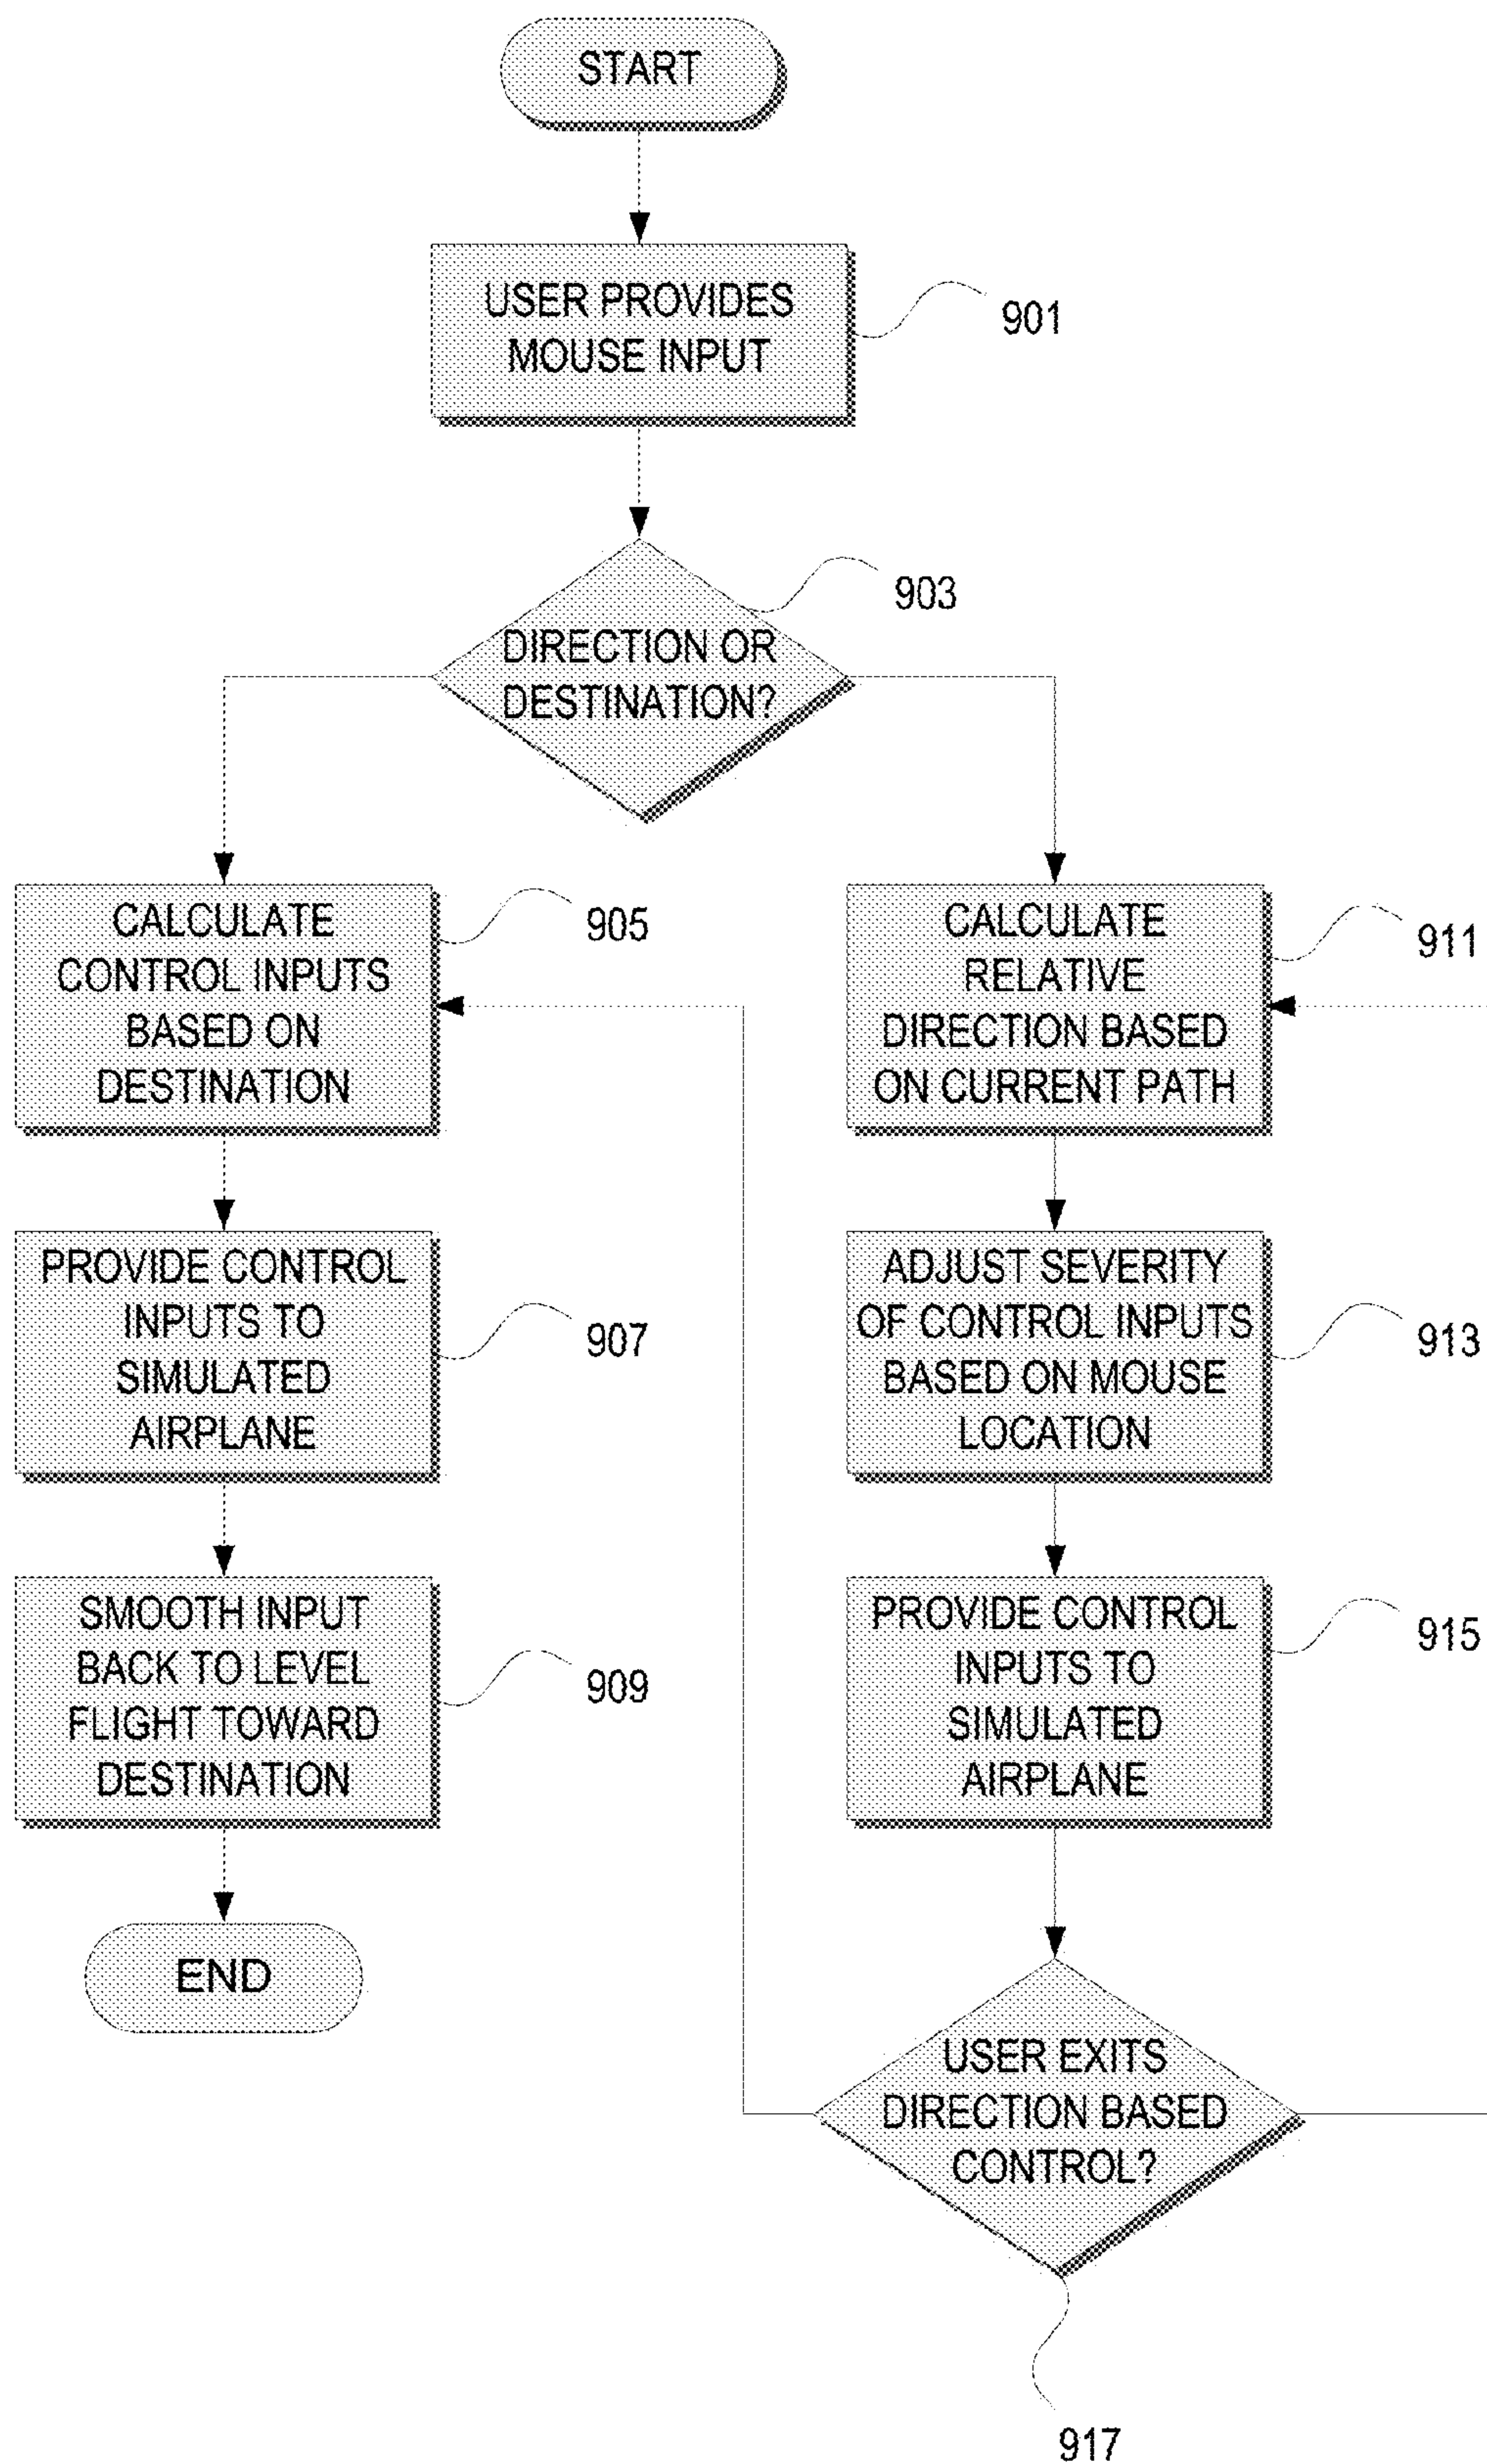 START
USER PROVIDES
MOUSE INPUT
901
DIRECTION OR
DESTINATION?
903
CALCULATE
CONTROL INPUTS
BASED ON
DESTINATION
905
PROVIDE CONTROL
INPUTS TO
SIMULATED
AIRPLANE
907
SMOOTH INPUT
BACK TO LEVEL
FLIGHT TOWARD
DESTINATION
909
END
CALCULATE
RELATIVE
DIRECTION BASED
ON CURRENT PATH
911
ADJUST SEVERITY
OF CONTROL INPUTS
BASED ON MOUSE
LOCATION
913
PROVIDE CONTROL
INPUTS TO
SIMULATED
AIRPLANE
915
USER EXITS
DIRECTION BASED
CONTROL?
917